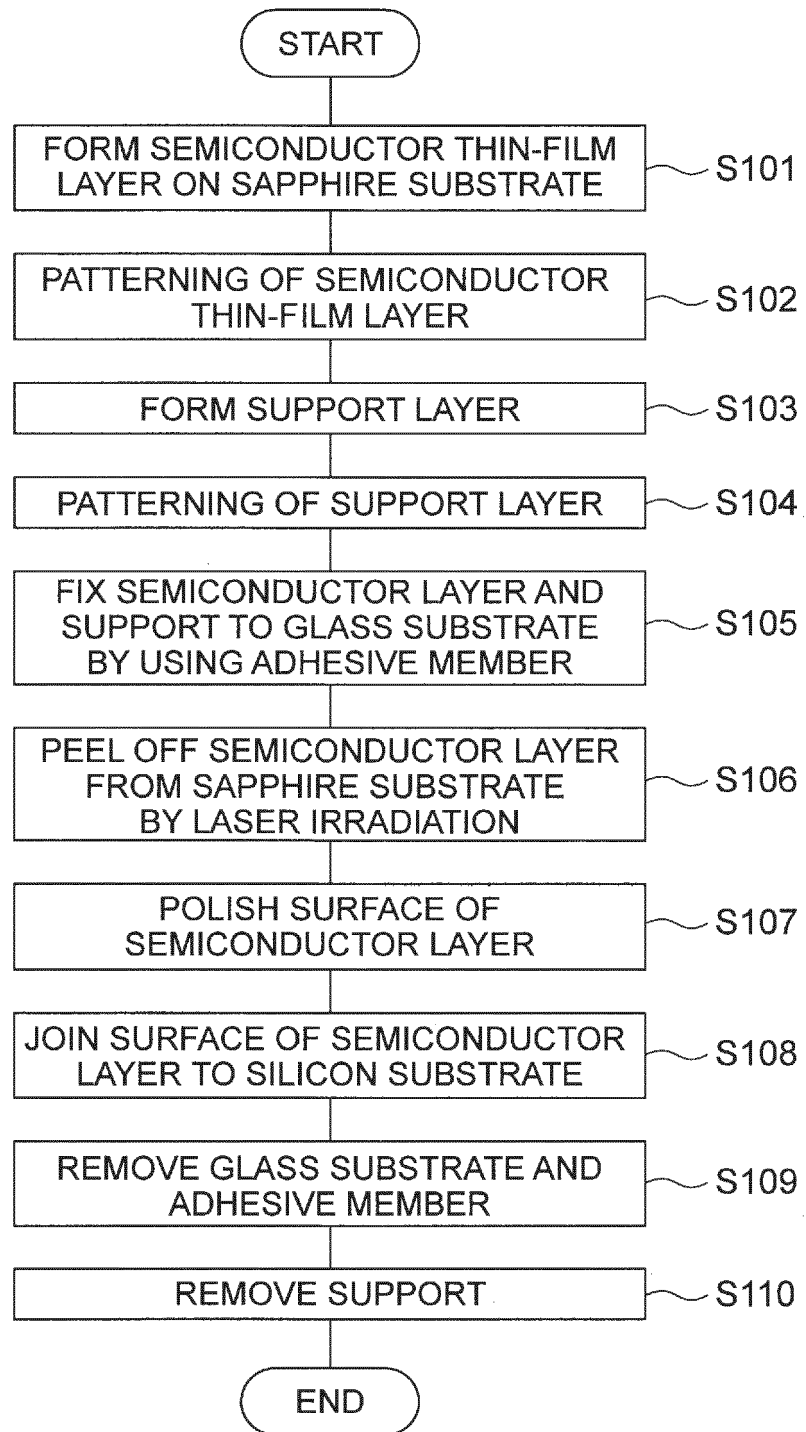 START
FORM SEMICONDUCTOR THIN-FILM
LAYER ON SAPPHIRE SUBSTRATE
S101
PATTERNING OF SEMICONDUCTOR
THIN-FILM LAYER
S102
FORM SUPPORT LAYER
S103
PATTERNING OF SUPPORT LAYER
S104
FIX SEMICONDUCTOR LAYER AND
SUPPORT TO GLASS SUBSTRATE
BY USING ADHESIVE MEMBER
S105
PEEL OFF SEMICONDUCTOR LAYER
FROM SAPPHIRE SUBSTRATE
BY LASER IRRADIATION
S106
POLISH SURFACE OF
SEMICONDUCTOR LAYER
S107
JOIN SURFACE OF SEMICONDUCTOR
LAYER TO SILICON SUBSTRATE
S108
REMOVE GLASS SUBSTRATE AND
ADHESIVE MEMBER
S109
REMOVE SUPPORT
S110
END